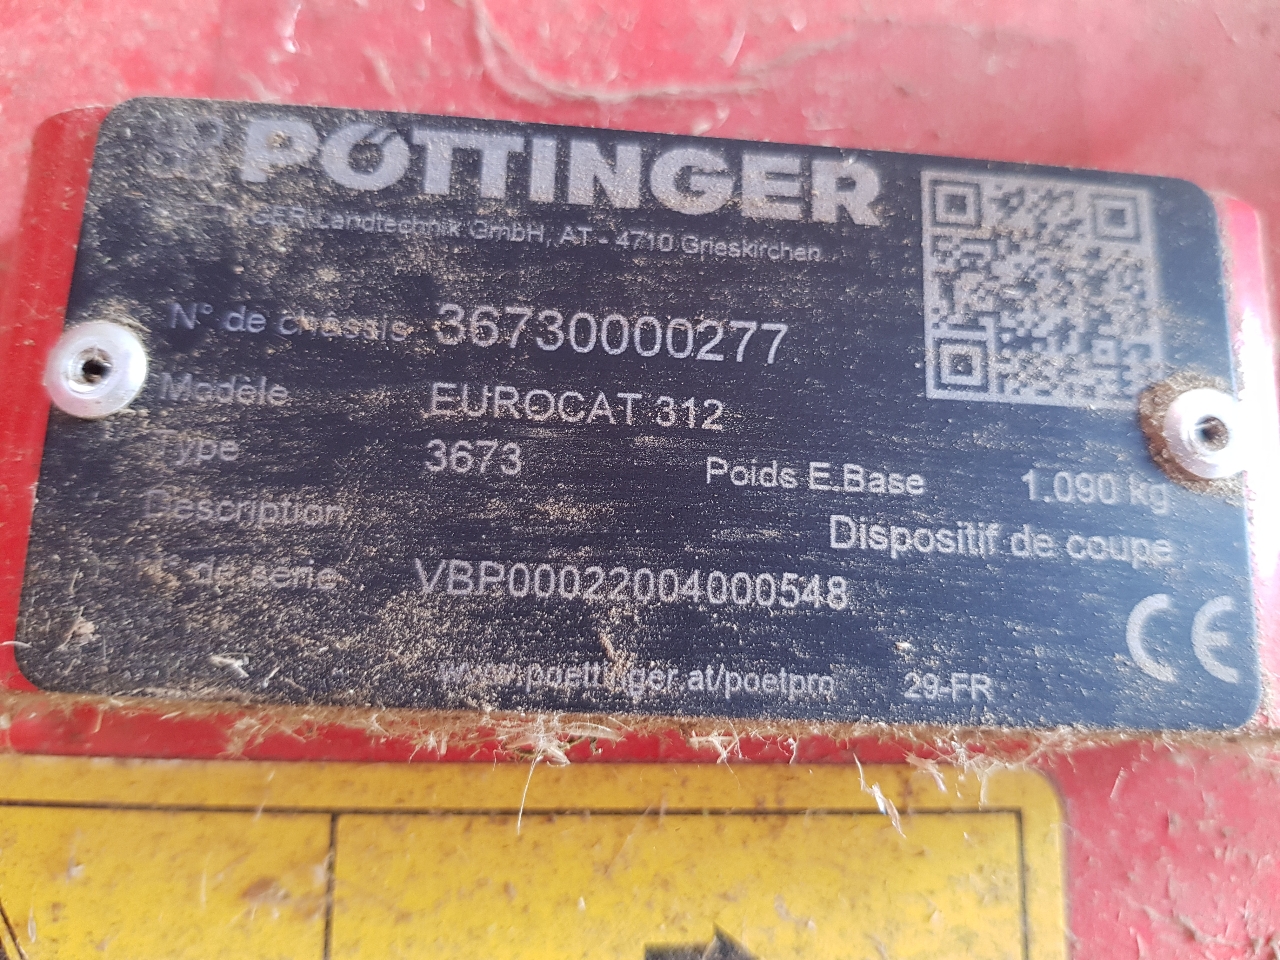 PÖTTINGER
GER Landtechnik GmbH, AT - 4710 Grieskirchen
N° de châssis 36730000277
Modèle EUROCAT 312
Type 3673 Poids E.Base 1.090 kg
Description Dispositif de coupe
de série VBP00022004000548
www.poettinger.at/poetpro 29-FR
CE